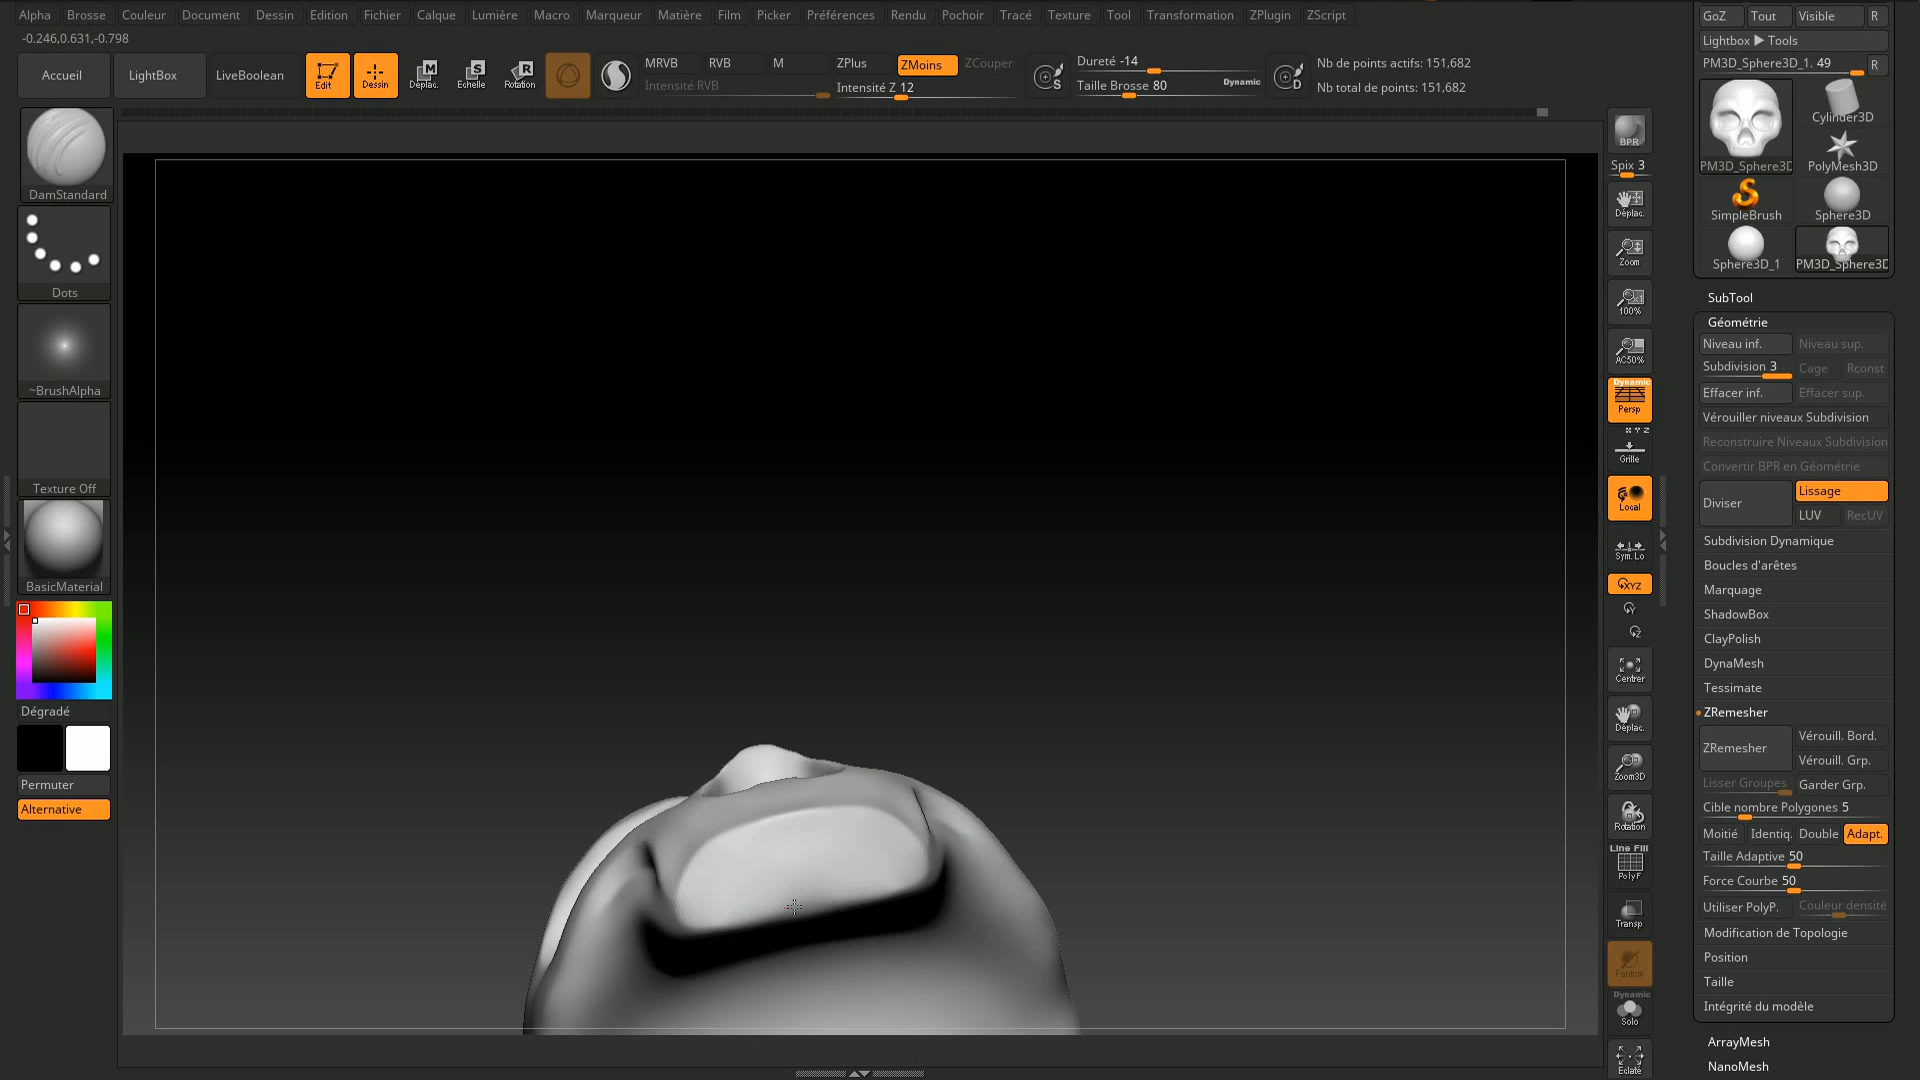 Alpha Brosse Couleur Document Dessin Edition Fichier Calque Lumière Macro Marqueur Matière Film Picker Préférences Rendu Pochoir Tracé Texture Tool Transformation ZPlugin ZScript
-0.246,0.631,-0.798
Accueil
LightBox
LiveBoolean
Edit
Dessin
Déplac.
Echelle
Rotation
M
S
R
MRVB
RVB
M
Intensité RVB
ZPlus
ZMoins
ZCouper
Intensité Z 12
Dureté -14
Taille Brosse 80
Dynamic
Nb de points actifs: 151,682
Nb total de points: 151,682
DamStandard
Dots
~BrushAlpha
Texture Off
BasicMaterial
Dégradé
Permuter
Alternative
BPR
Spix 3
Déplac.
Zoom
100%
AC50%
Dynamic
Persp
X Y Z
Grille
Local
Sym. Lo
XYZ
Y
Z
Centrer
Déplac.
Zoom3D
Rotation
Line Fill
PolyF
Transp
Fantom
Dynamic
Solo
Eclaté
GoZ
Tout
Visible
R
Lightbox ▶ Tools
PM3D_Sphere3D_1. 49
R
PM3D_Sphere3D
Cylinder3D
PolyMesh3D
SimpleBrush
Sphere3D
Sphere3D_1
PM3D_Sphere3D
SubTool
Géométrie
Niveau inf.
Niveau sup.
Subdivision 3
Cage
Rconst
Effacer inf.
Effacer sup.
Vérouiller niveaux Subdivision
Reconstruire Niveaux Subdivision
Convertir BPR en Géométrie
Diviser
Lissage
LUV
RecUV
Subdivision Dynamique
Boucles d'arêtes
Marquage
ShadowBox
ClayPolish
DynaMesh
Tessimate
ZRemesher
ZRemesher
Vérouill. Bord.
Vérouill. Grp.
Lisser Groupes
Garder Grp.
Cible nombre Polygones 5
Moitié
Identiq.
Double
Adapt.
Taille Adaptive 50
Force Courbe 50
Utiliser PolyP.
Couleur densité
Modification de Topologie
Position
Taille
Intégrité du modèle
ArrayMesh
NanoMesh